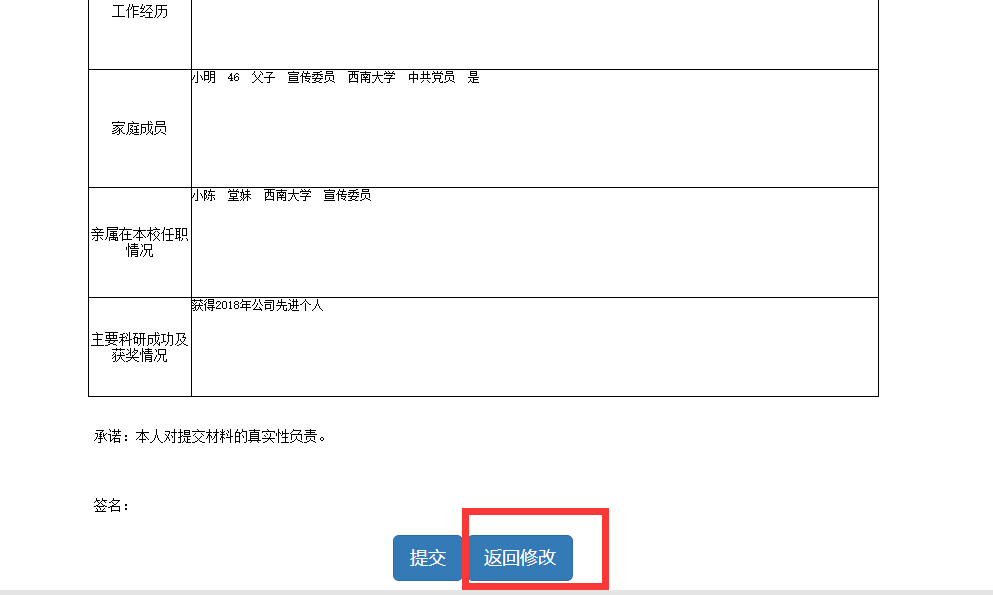 工作经历
小明 46 父子 宣传委员 西南大学 中共党员 是
家庭成员
小陈 堂妹 西南大学 宣传委员
亲属在本校任职
情况
获得2018年公司先进个人
主要科研成功及
获奖情况
承诺：本人对提交材料的真实性负责。
签名：
提交 返回修改